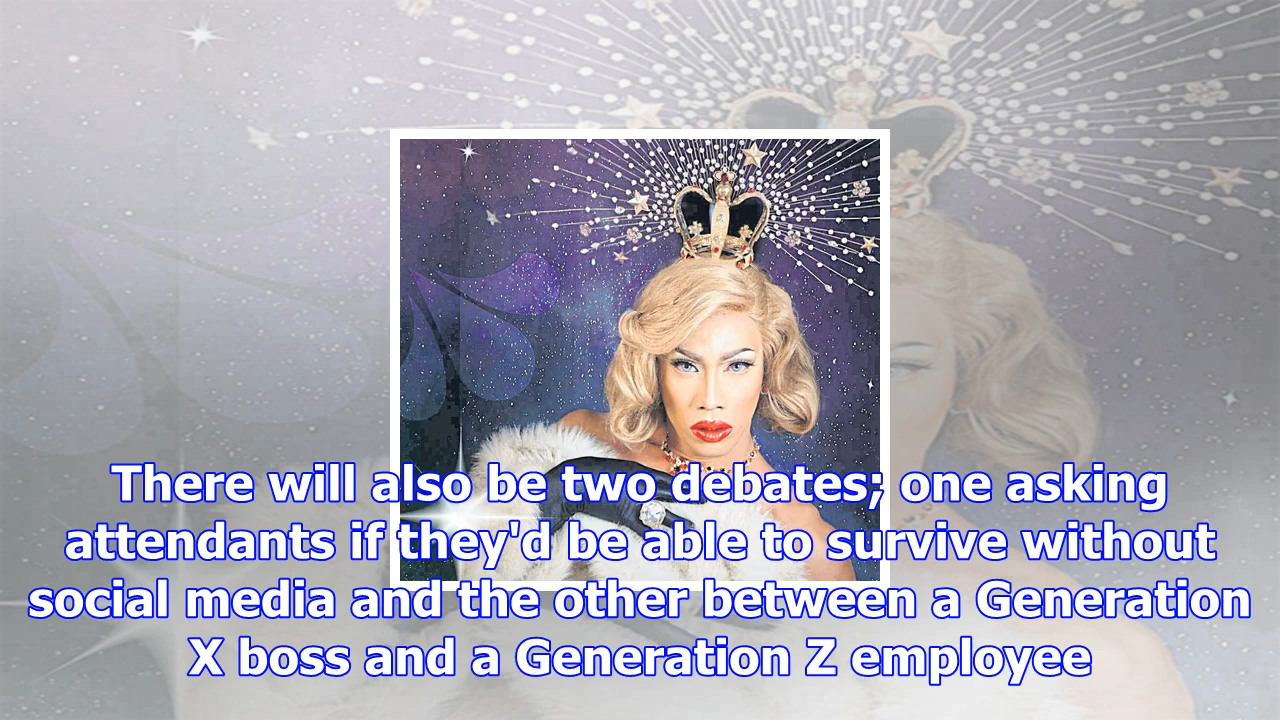 There will also be two debates; one asking
attendants if they'd be able to survive without
social media and the other between a Generation
X boss and a Generation Z employee